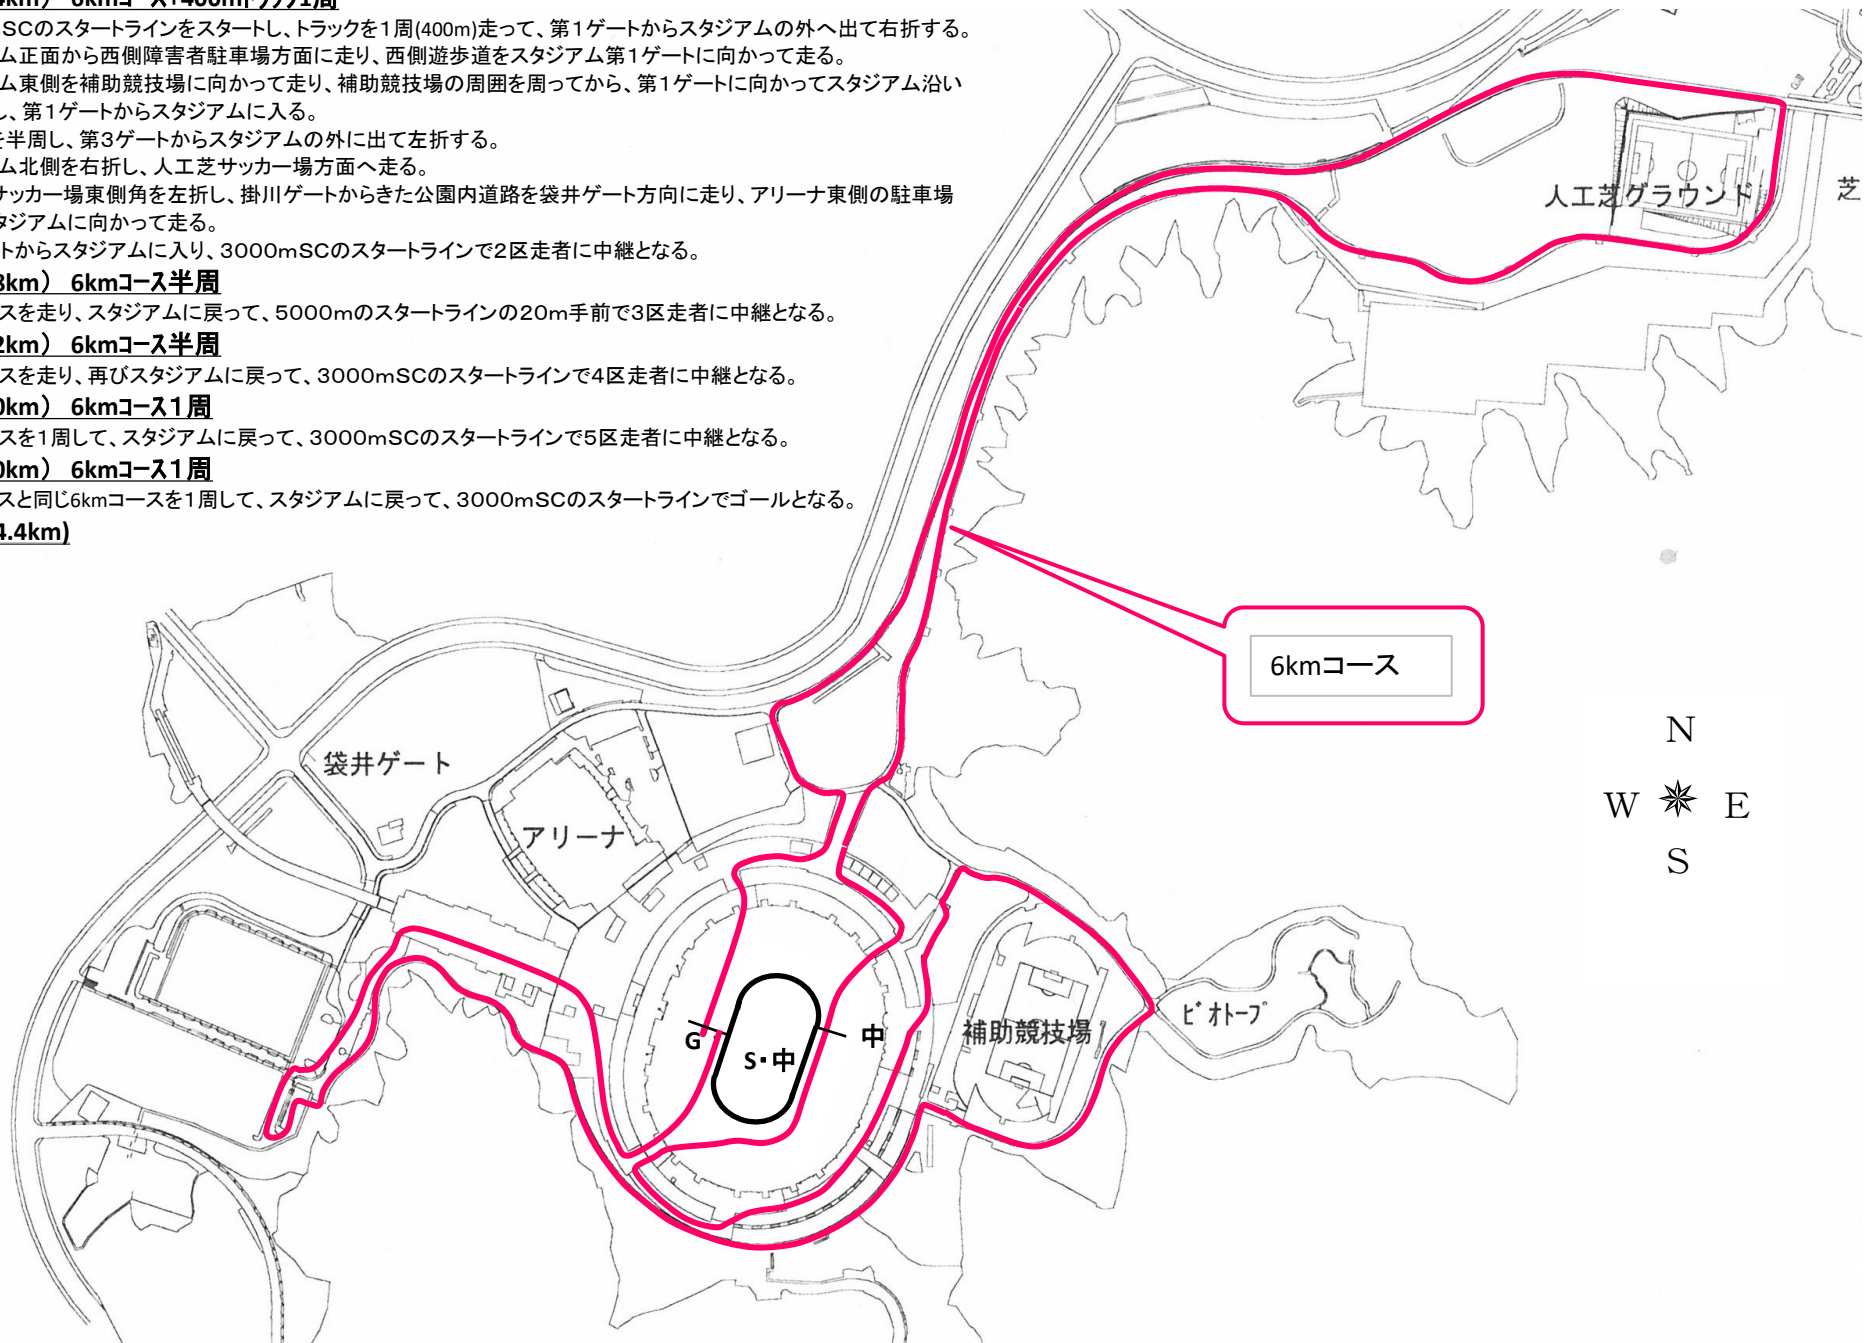 4km） 6kmコース+400mトラック1周
SCのスタートラインをスタートし、トラックを１周(400m)走って、第１ゲートからスタジアムの外へ出て右折する。
ム正面から西側障害者駐車場方面に走り、西側遊歩道をスタジアム第１ゲートに向かって走る。
ム東側を補助競技場に向かって走り、補助競技場の周囲を周ってから、第１ゲートに向かってスタジアム沿い
し、第１ゲートからスタジアムに入る。
を半周し、第３ゲートからスタジアムの外に出て左折する。
ム北側を右折し、人工芝サッカー場方面へ走る。
サッカー場東側角を左折し、掛川ゲートからきた公園内道路を袋井ゲート方向に走り、アリーナ東側の駐車場
タジアムに向かって走る。
ートからスタジアムに入り、３０００ｍSCのスタートラインで２区走者に中継となる。
3km） 6kmコース半周
スを走り、スタジアムに戻って、５０００ｍのスタートラインの２０ｍ手前で３区走者に中継となる。
2km） 6kmコース半周
スを走り、再びスタジアムに戻って、３０００ｍSCのスタートラインで４区走者に中継となる。
0km） 6kmコース１周
スを１周して、スタジアムに戻って、３０００ｍSCのスタートラインで５区走者に中継となる。
0km） 6kmコース１周
スと同じ6kmコースを１周して、スタジアムに戻って、３０００ｍSCのスタートラインでゴールとなる。
4.4km)
人工芝グラウンド
芝
6kmコース
N
W E
S
袋井ゲート
アリーナ
G
S・中
中
補助競技場
ビオトープ